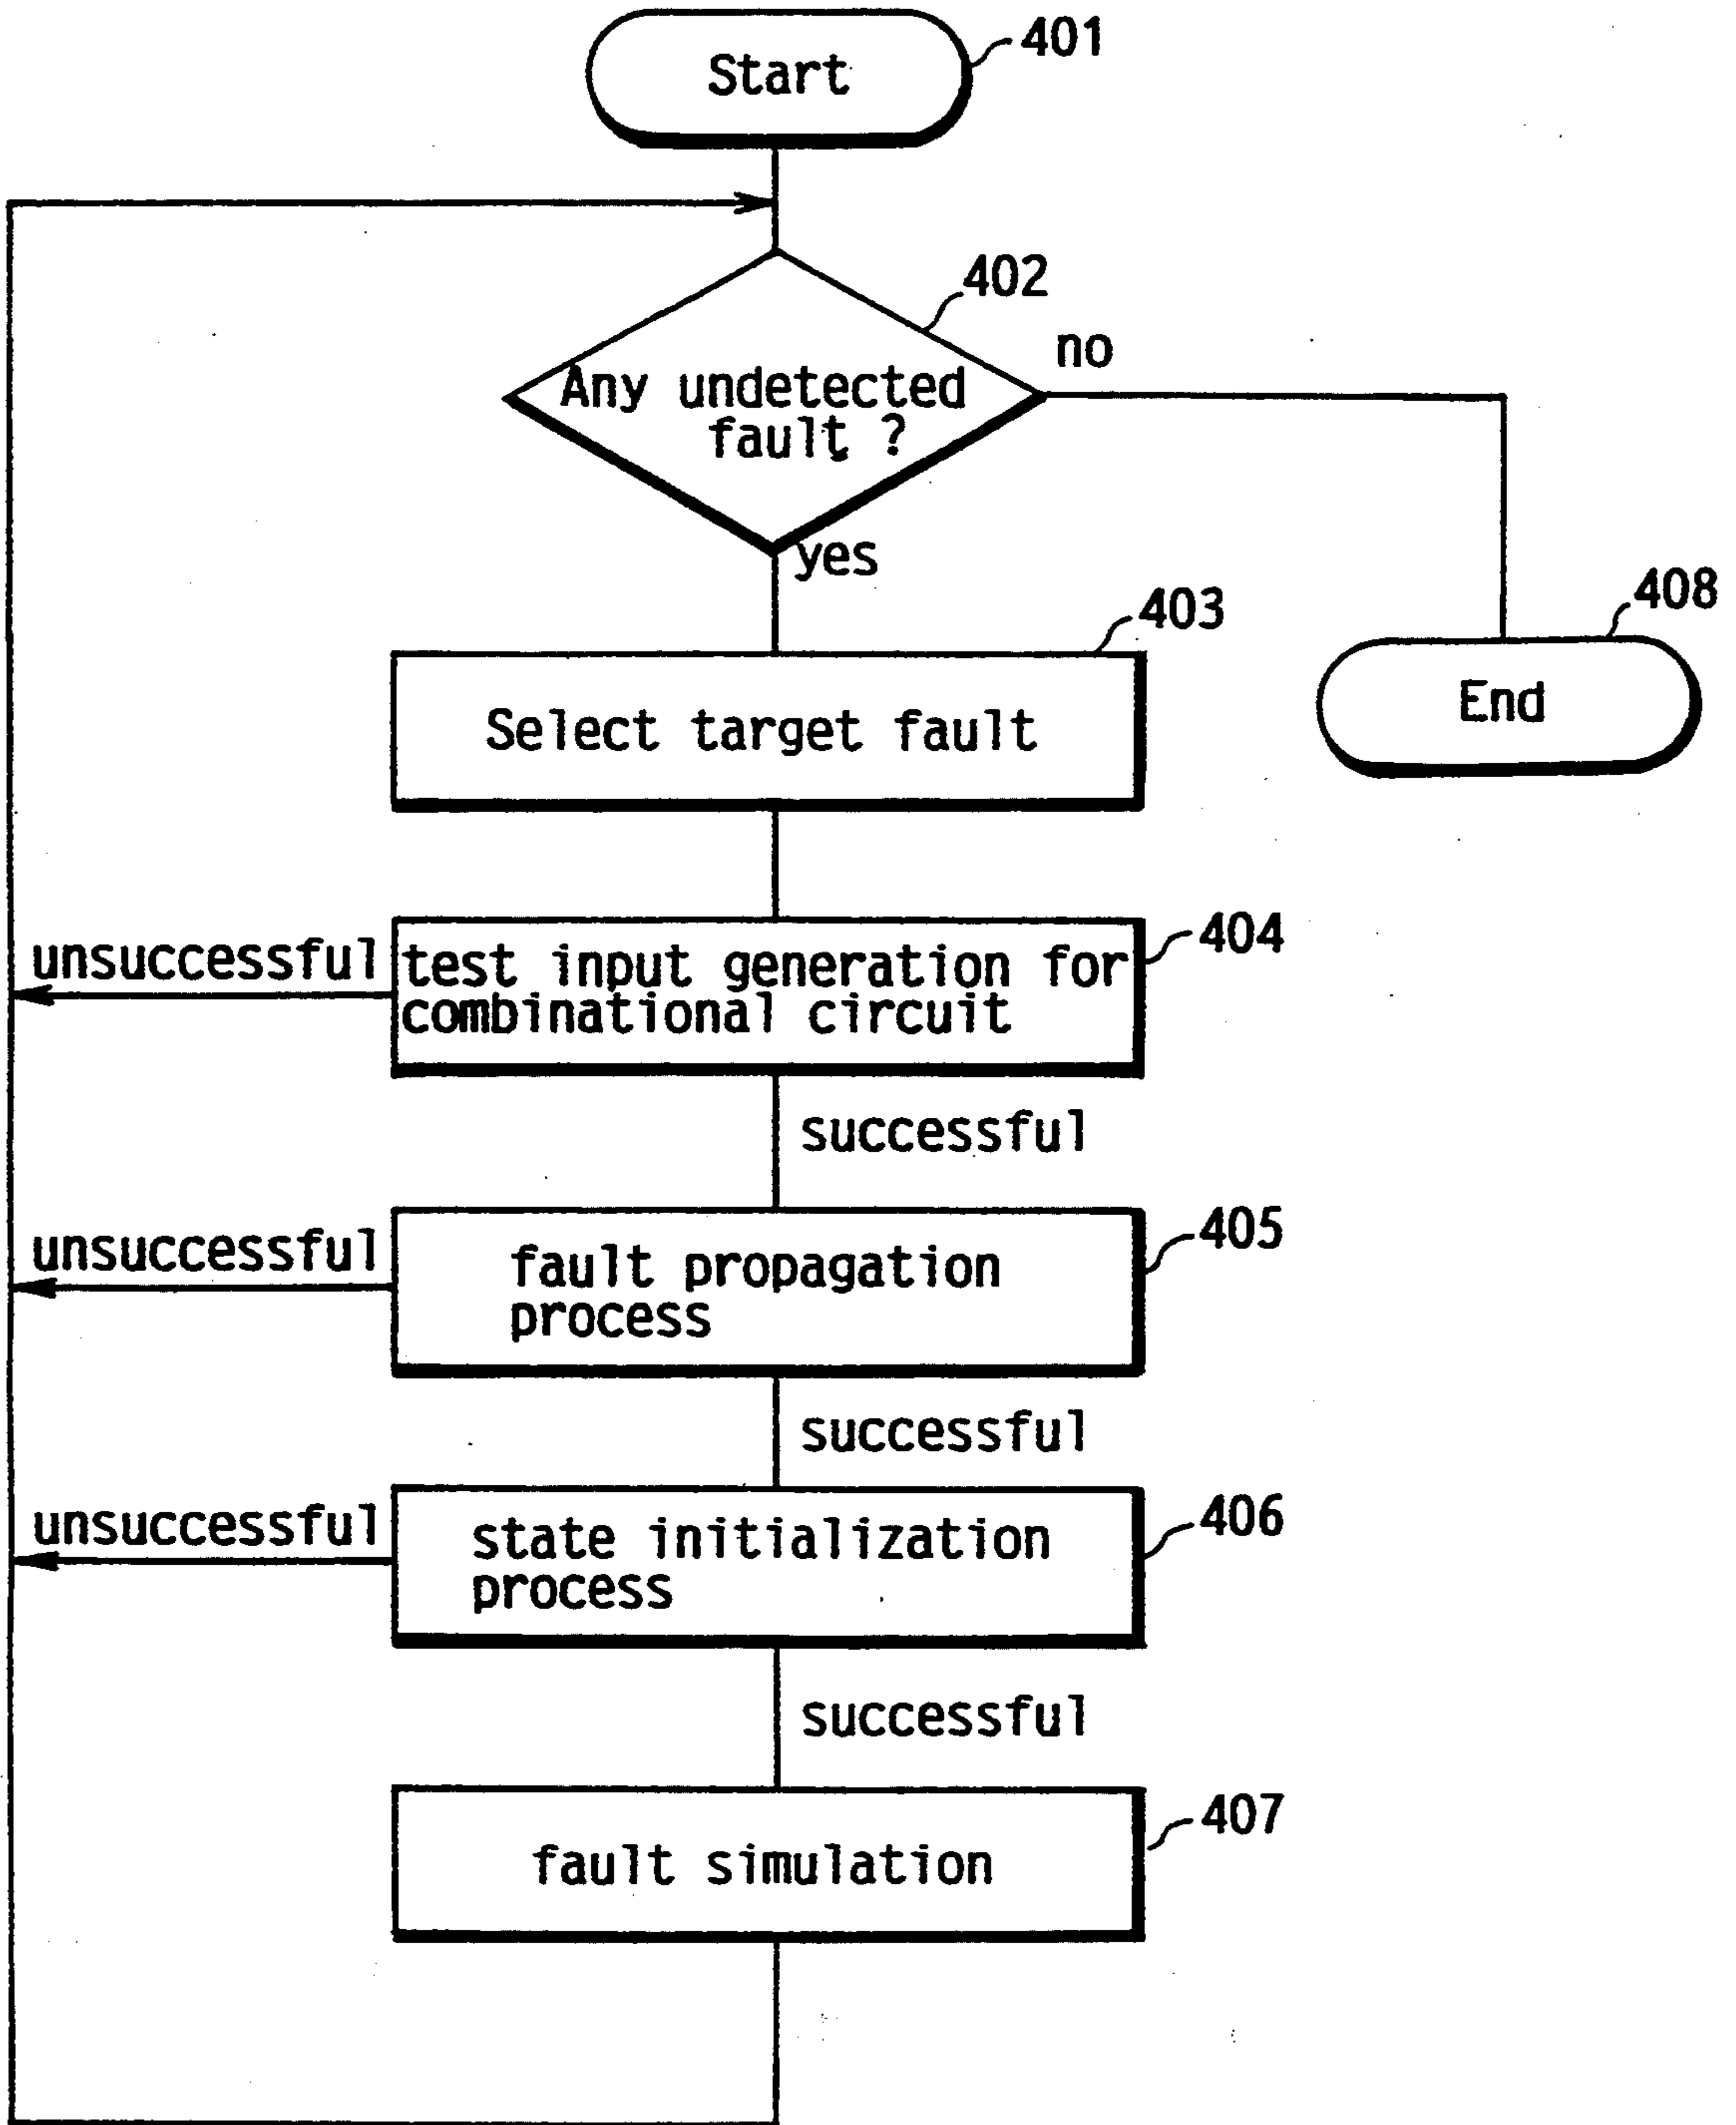 Start
401
402
no
Any undetected
fault ?
yes
403
408
Select target fault
End
unsuccessful
test input generation for
combinational circuit
404
successful
unsuccessful
fault propagation
process
405
successful
unsuccessful
state initialization
process
406
successful
407
fault simulation